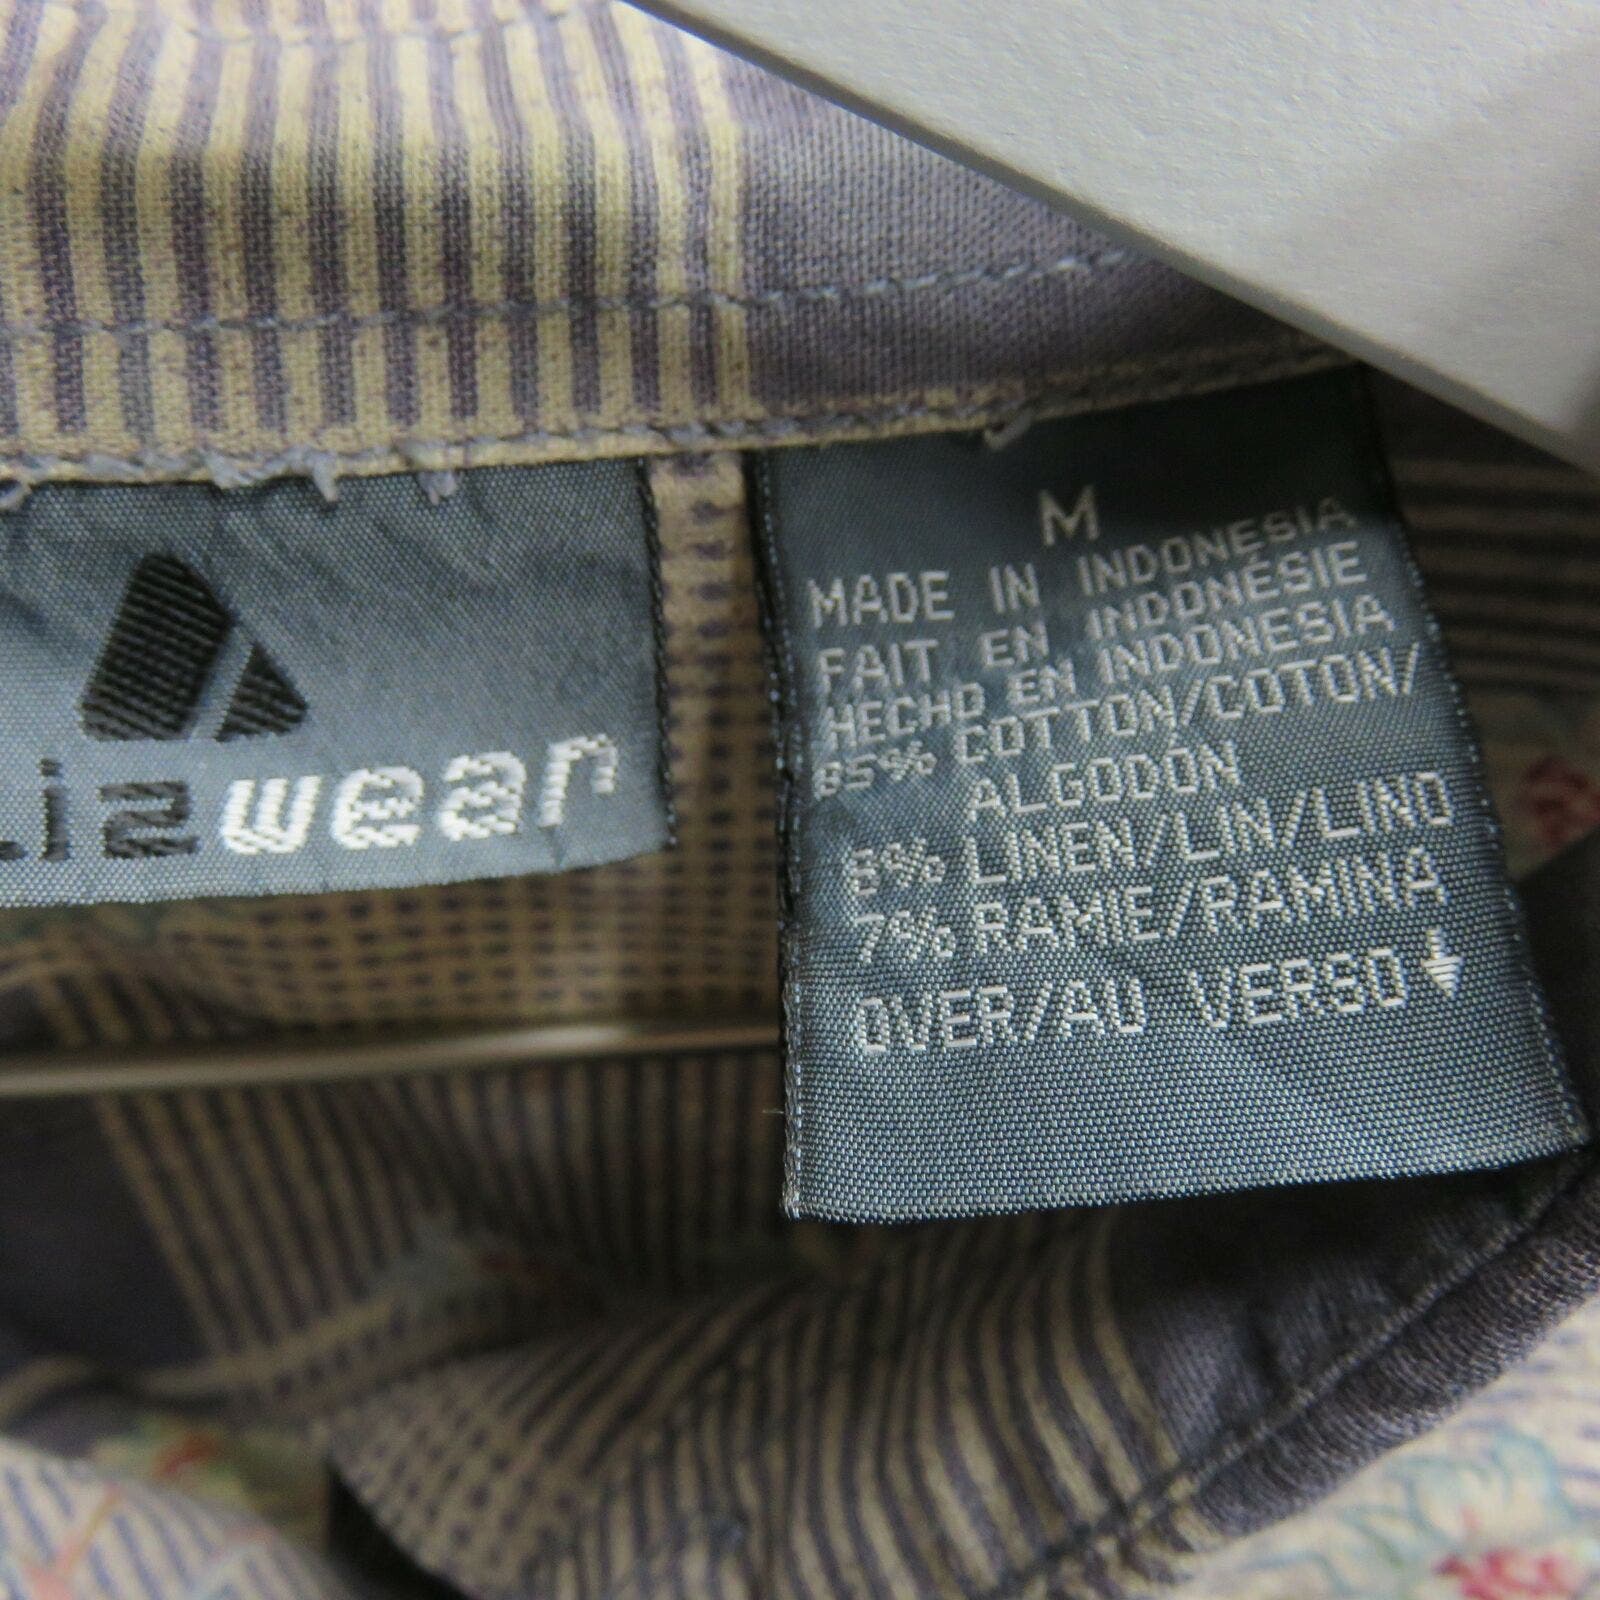 lizwear
M
MADE IN INDONESIA
FAIT EN INDONÉSIE
HECHO EN INDONESIA
85% COTTON/COTON/
ALGODÓN
8% LINEN/LIN/LINO
7% RAMIE/RAMINA
OVER/AU VERSO